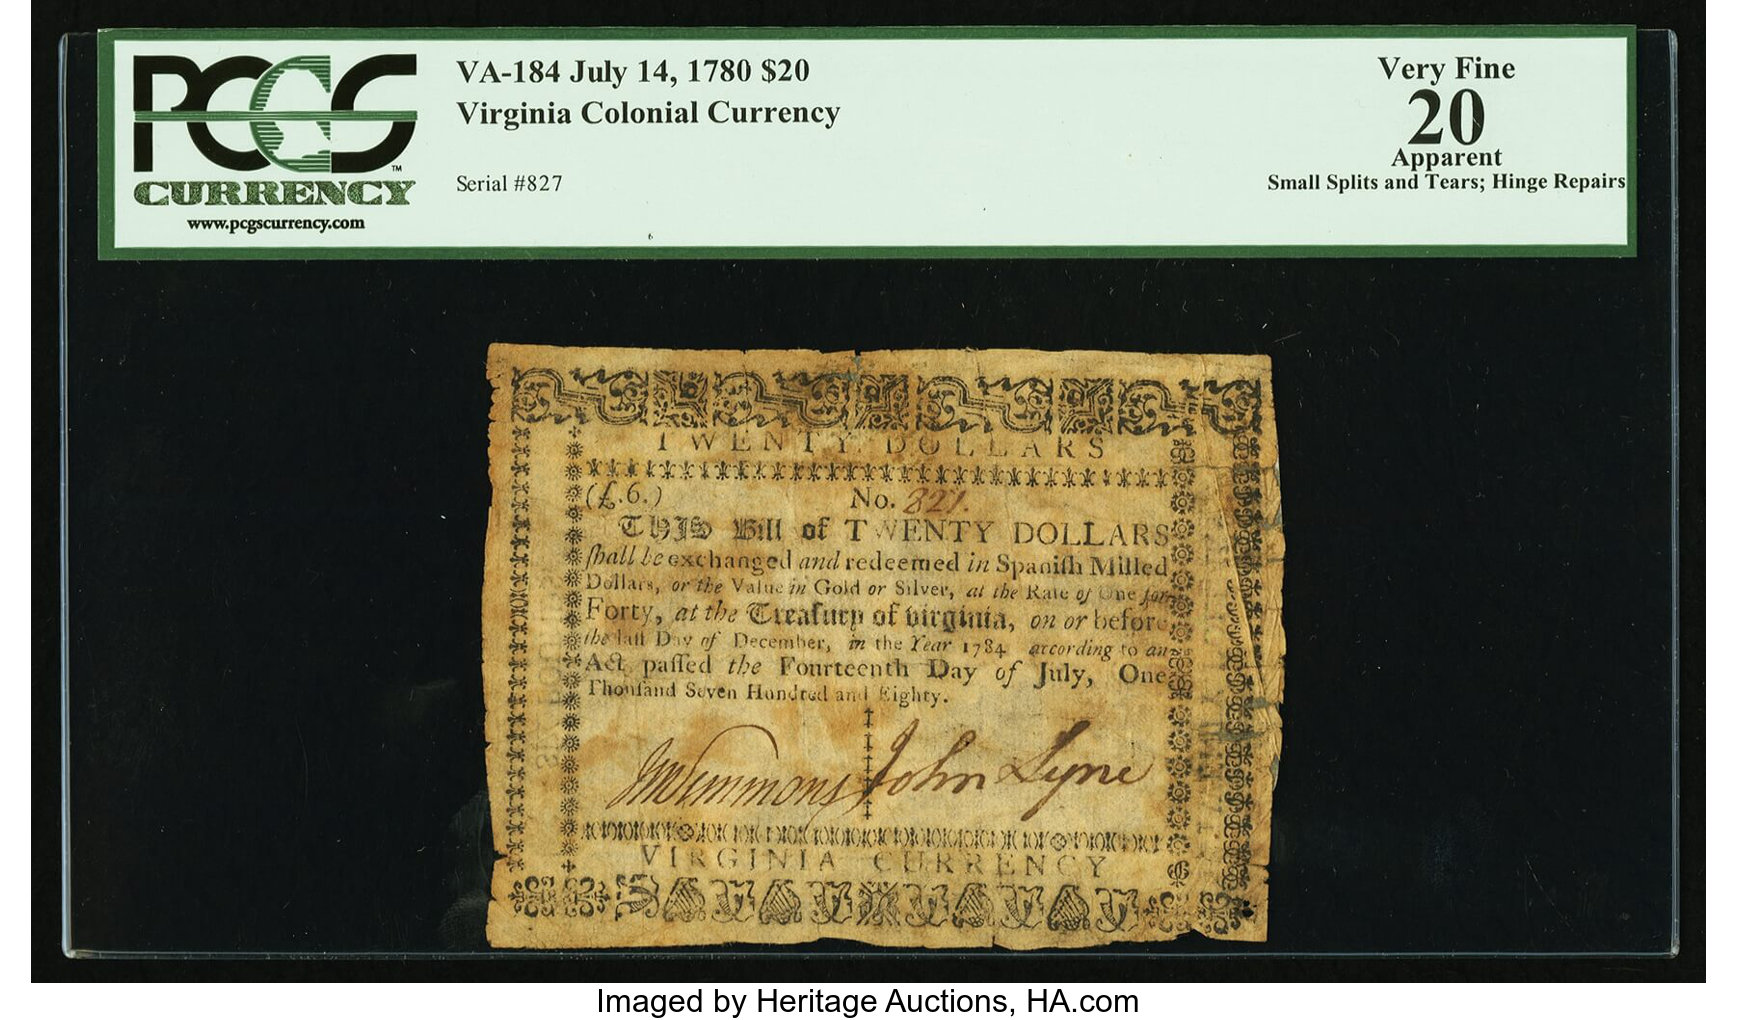 PCGS™
CURRENCY
www.pcgscurrency.com
VA-184 July 14, 1780 $20
Virginia Colonial Currency
Serial #827
Very Fine
20
Apparent
Small Splits and Tears; Hinge Repairs
TWENTY DOLLARS
(£.6.) No. 827.
THIS Bill of TWENTY DOLLARS
ſhall be exchanged and redeemed in Spaniſh Milled
Dollars, or the Value in Gold or Silver, at the Rate of One for
Forty, at the Treaſury of Virginia, on or before
the laſt Day of December, in the Year 1784 according to an
Act paſſed the Fourteenth Day of July, One
Thouſand Seven Hundred and Eighty.
John Lyne
VIRGINIA CURRENCY
Imaged by Heritage Auctions, HA.com